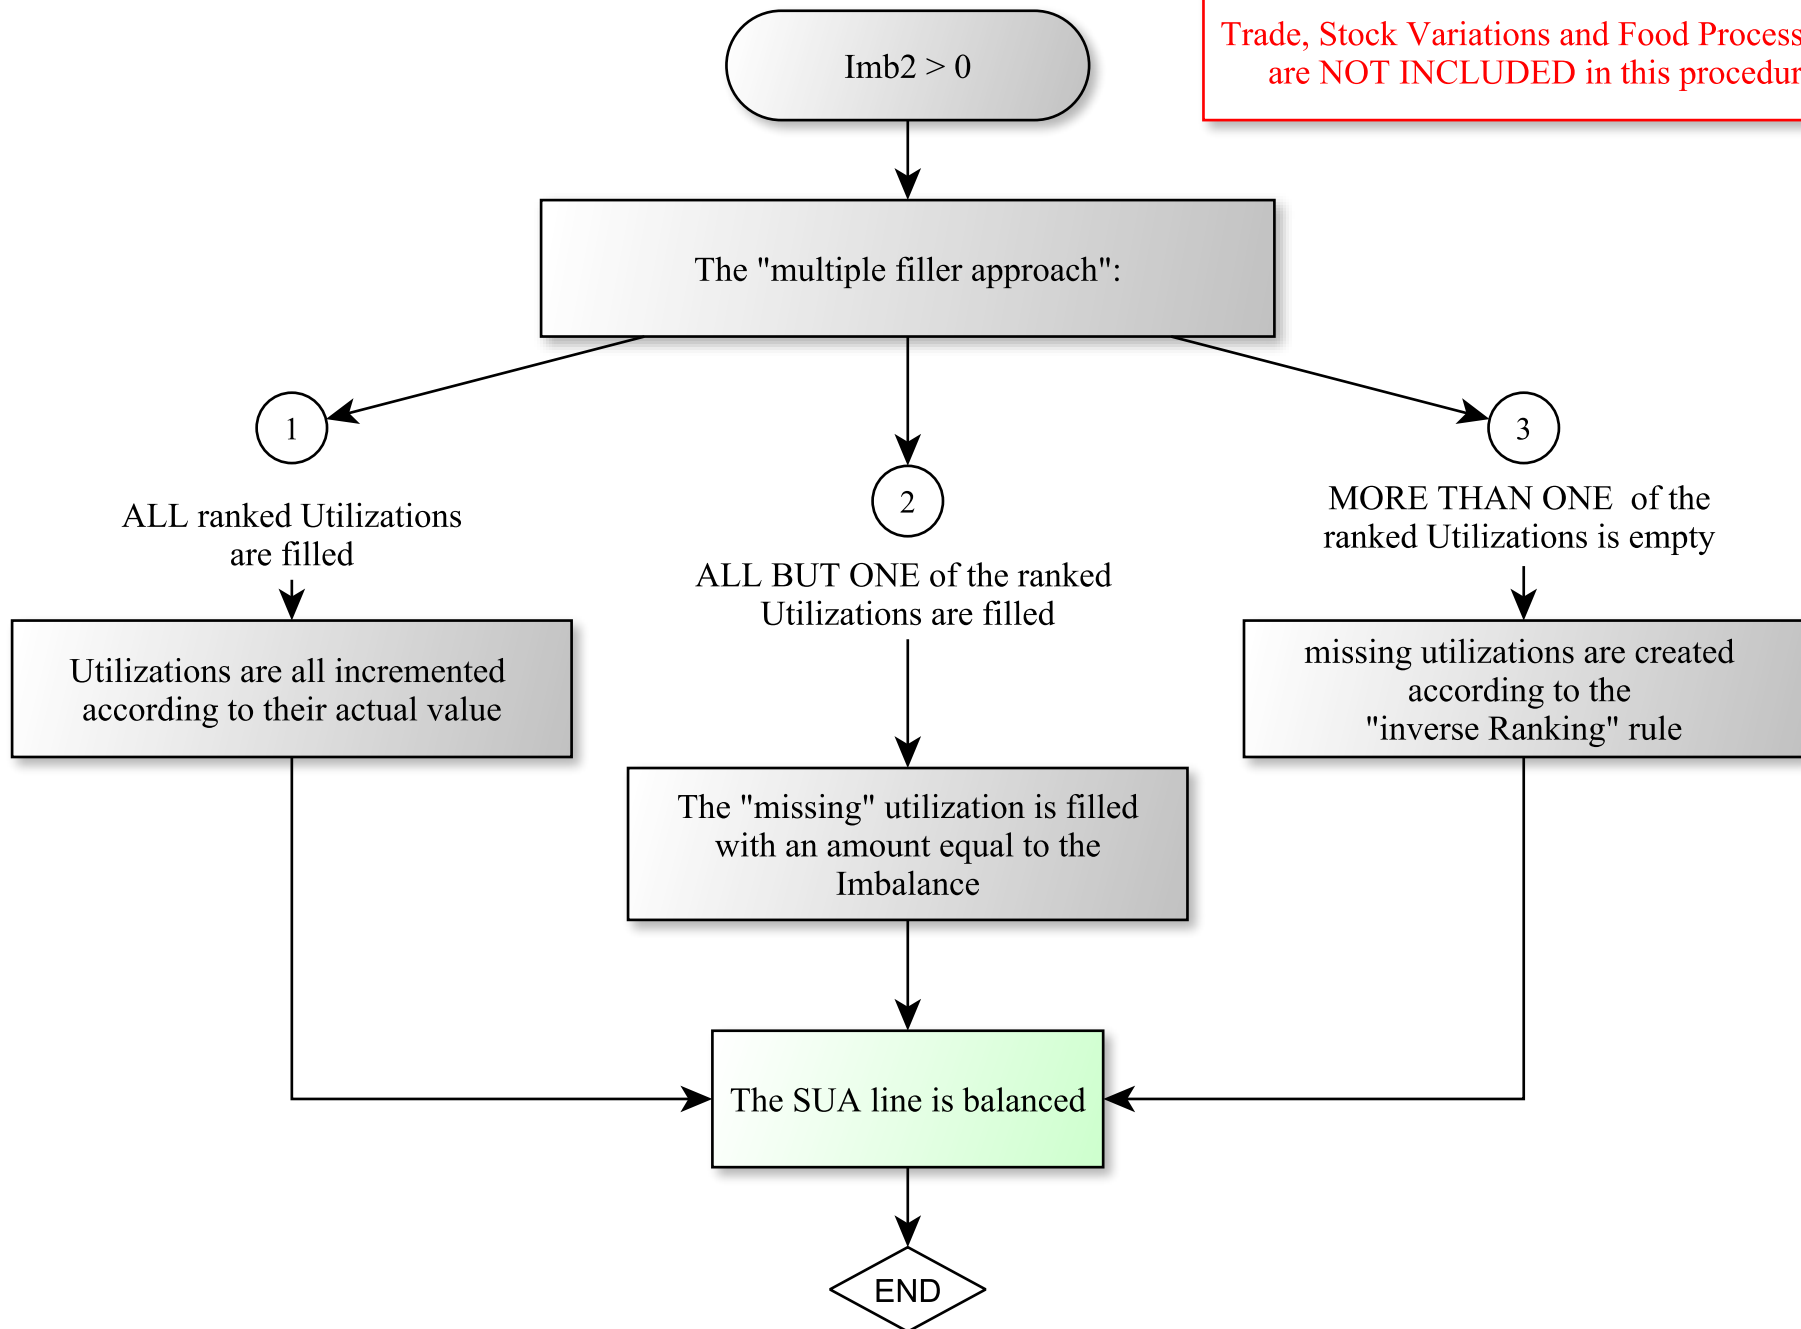 Trade, Stock Variations and Food Process
are NOT INCLUDED in this procedur
Imb2 > 0
The "multiple filler approach":
1
2
3
ALL ranked Utilizations
are filled
ALL BUT ONE of the ranked
Utilizations are filled
MORE THAN ONE of the
ranked Utilizations is empty
Utilizations are all incremented
according to their actual value
The "missing" utilization is filled
with an amount equal to the
Imbalance
missing utilizations are created
according to the
"inverse Ranking" rule
The SUA line is balanced
END